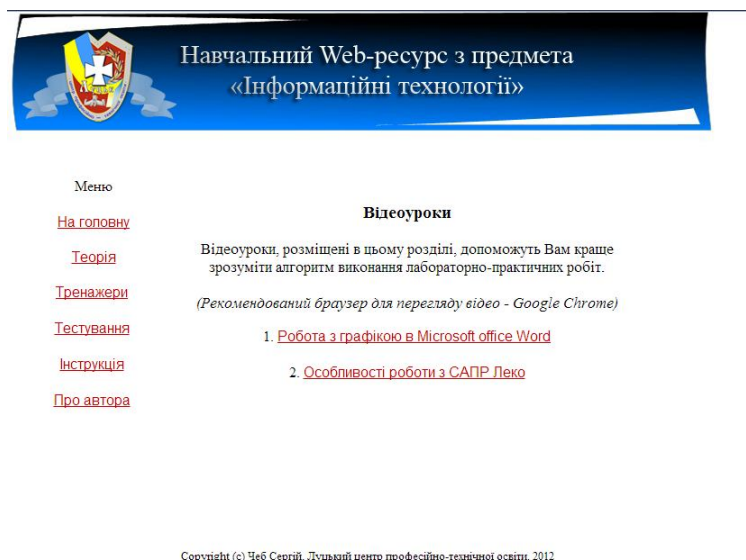 Навчальний Web-ресурс з предмета
«Інформаційні технології»
Меню
На головну
Теорія
Тренажери
Тестування
Інструкція
Про автора
Відеоуроки
Відеоуроки, розміщені в цьому розділі, допоможуть Вам краще
зрозуміти алгоритм виконання лабораторно-практичних робіт.
(Рекомендований браузер для перегляду відео - Google Chrome)
1. Робота з графікою в Microsoft office Word
2. Особливості роботи з САПР Леко
Copyright (c) Чеб Сергій, Луцький центр професійно-технічної освіти, 2012